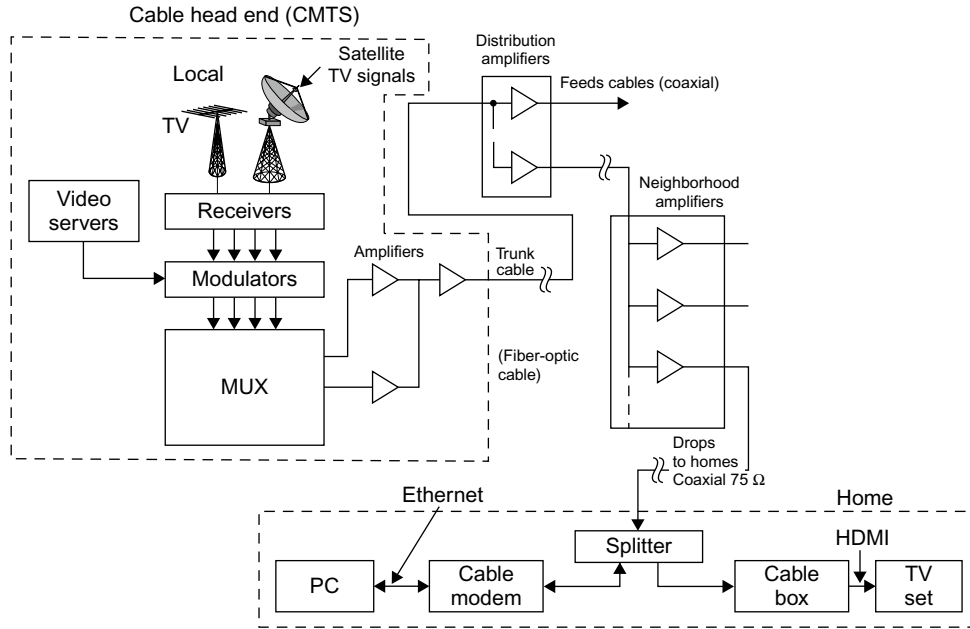 Cable head end (CMTS)
Local
TV
Satellite
TV signals
Video
servers
Receivers
Modulators
MUX
Amplifiers
Trunk
cable
(Fiber-optic
cable)
Distribution
amplifiers
Feeds cables (coaxial)
Neighborhood
amplifiers
Drops
to homes
Coaxial 75 Ω
Home
Ethernet
HDMI
Splitter
PC
Cable
modem
Cable
box
TV
set